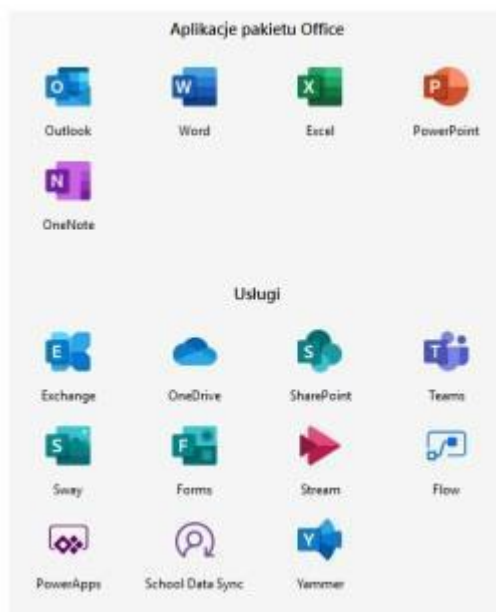 Aplikacje pakietu Office
O W X P
Outlook Word Excel PowerPoint
N
OneNote
Usługi
E S T
Exchange OneDrive SharePoint Teams
S F
Sway Forms Stream Flow
Y
PowerApps School Data Sync Yammer